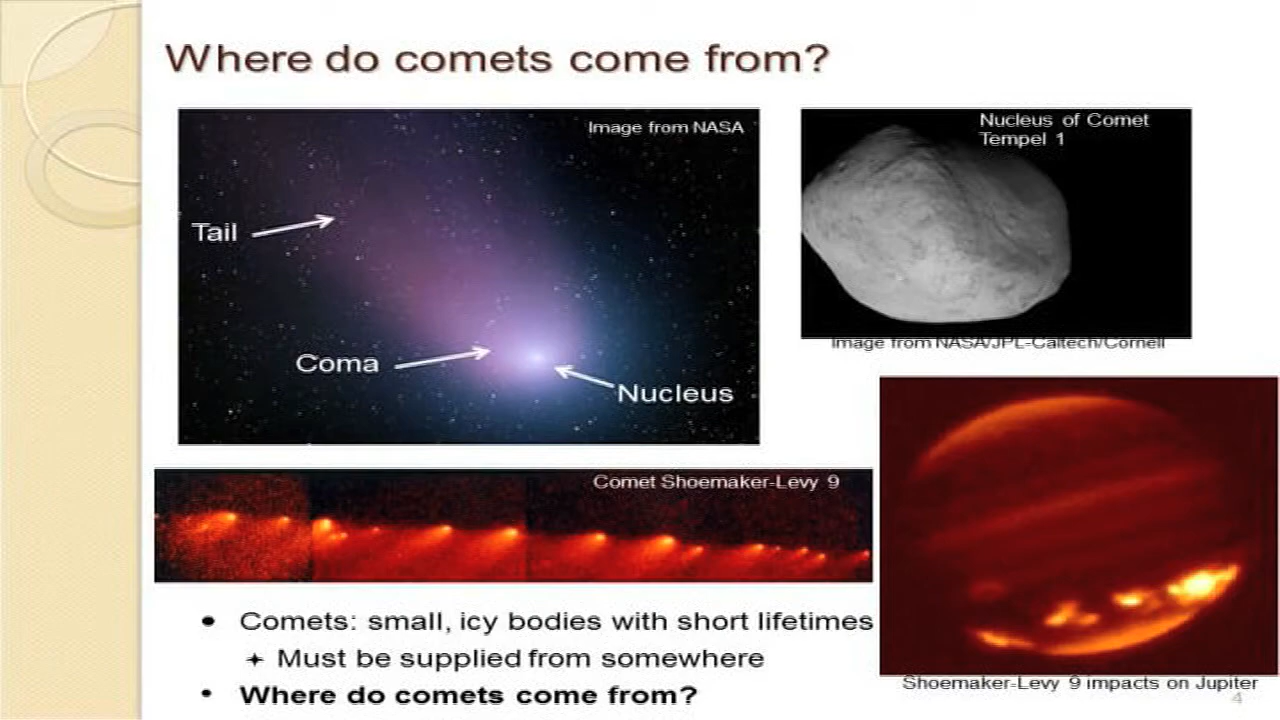 Where do comets come from?
Image from NASA
Nucleus of Comet
Tempel 1
Tail
Coma
Nucleus
Image from NASA/JPL-Caltech/Cornell
Comet Shoemaker-Levy 9
• Comets: small, icy bodies with short lifetimes
Must be supplied from somewhere
• Where do comets come from?
Shoemaker-Levy 9 impacts on Jupiter
4